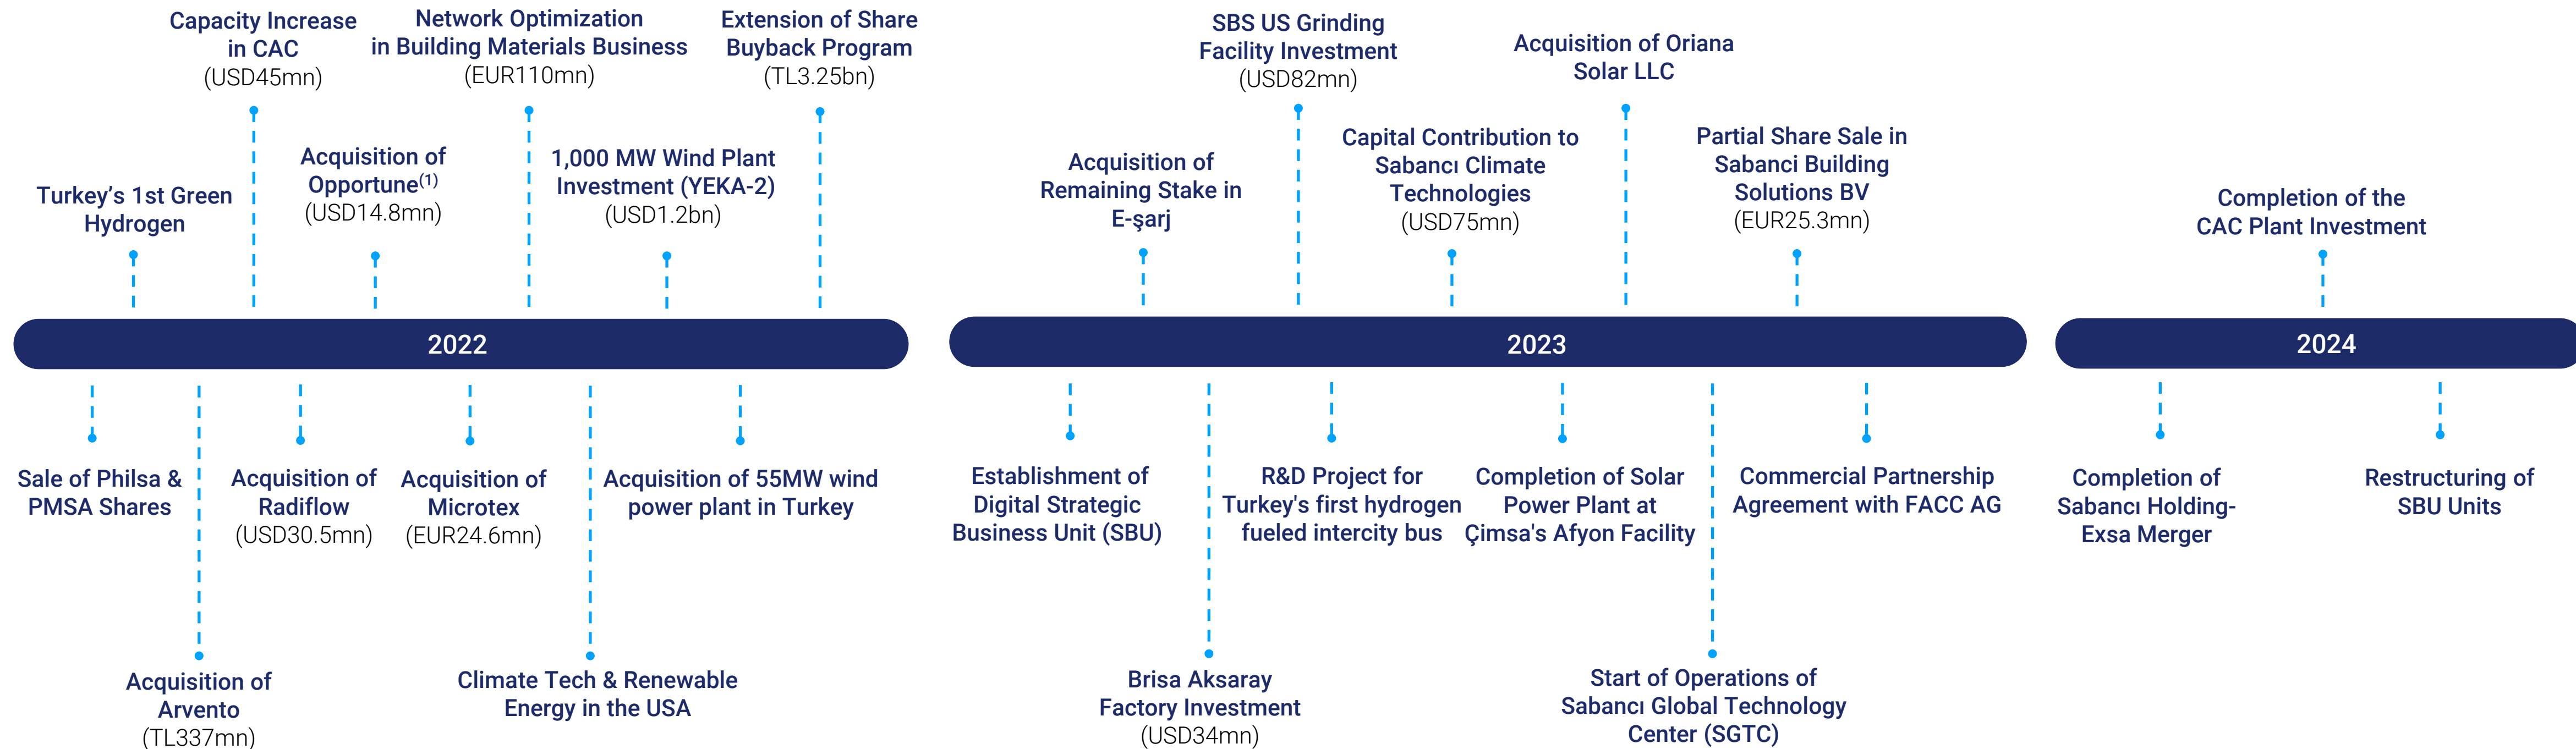 Capacity Increase
in CAC
(USD45mn)
Network Optimization
in Building Materials Business
(EUR110mn)
Extension of Share
Buyback Program
(TL3.25bn)
Turkey’s 1st Green
Hydrogen
Acquisition of
Opportune(1)
(USD14.8mn)
1,000 MW Wind Plant
Investment (YEKA-2)
(USD1.2bn)
2022
Sale of Philsa &
PMSA Shares
Acquisition of
Radiflow
(USD30.5mn)
Acquisition of
Microtex
(EUR24.6mn)
Acquisition of 55MW wind
power plant in Turkey
Acquisition of
Arvento
(TL337mn)
Climate Tech & Renewable
Energy in the USA
SBS US Grinding
Facility Investment
(USD82mn)
Acquisition of Oriana
Solar LLC
Acquisition of
Remaining Stake in
E-şarj
Capital Contribution to
Sabancı Climate
Technologies
(USD75mn)
Partial Share Sale in
Sabanci Building
Solutions BV
(EUR25.3mn)
2023
Establishment of
Digital Strategic
Business Unit (SBU)
R&D Project for
Turkey's first hydrogen
fueled intercity bus
Completion of Solar
Power Plant at
Çimsa's Afyon Facility
Commercial Partnership
Agreement with FACC AG
Brisa Aksaray
Factory Investment
(USD34mn)
Start of Operations of
Sabancı Global Technology
Center (SGTC)
Completion of the
CAC Plant Investment
2024
Completion of
Sabancı Holding-
Exsa Merger
Restructuring of
SBU Units